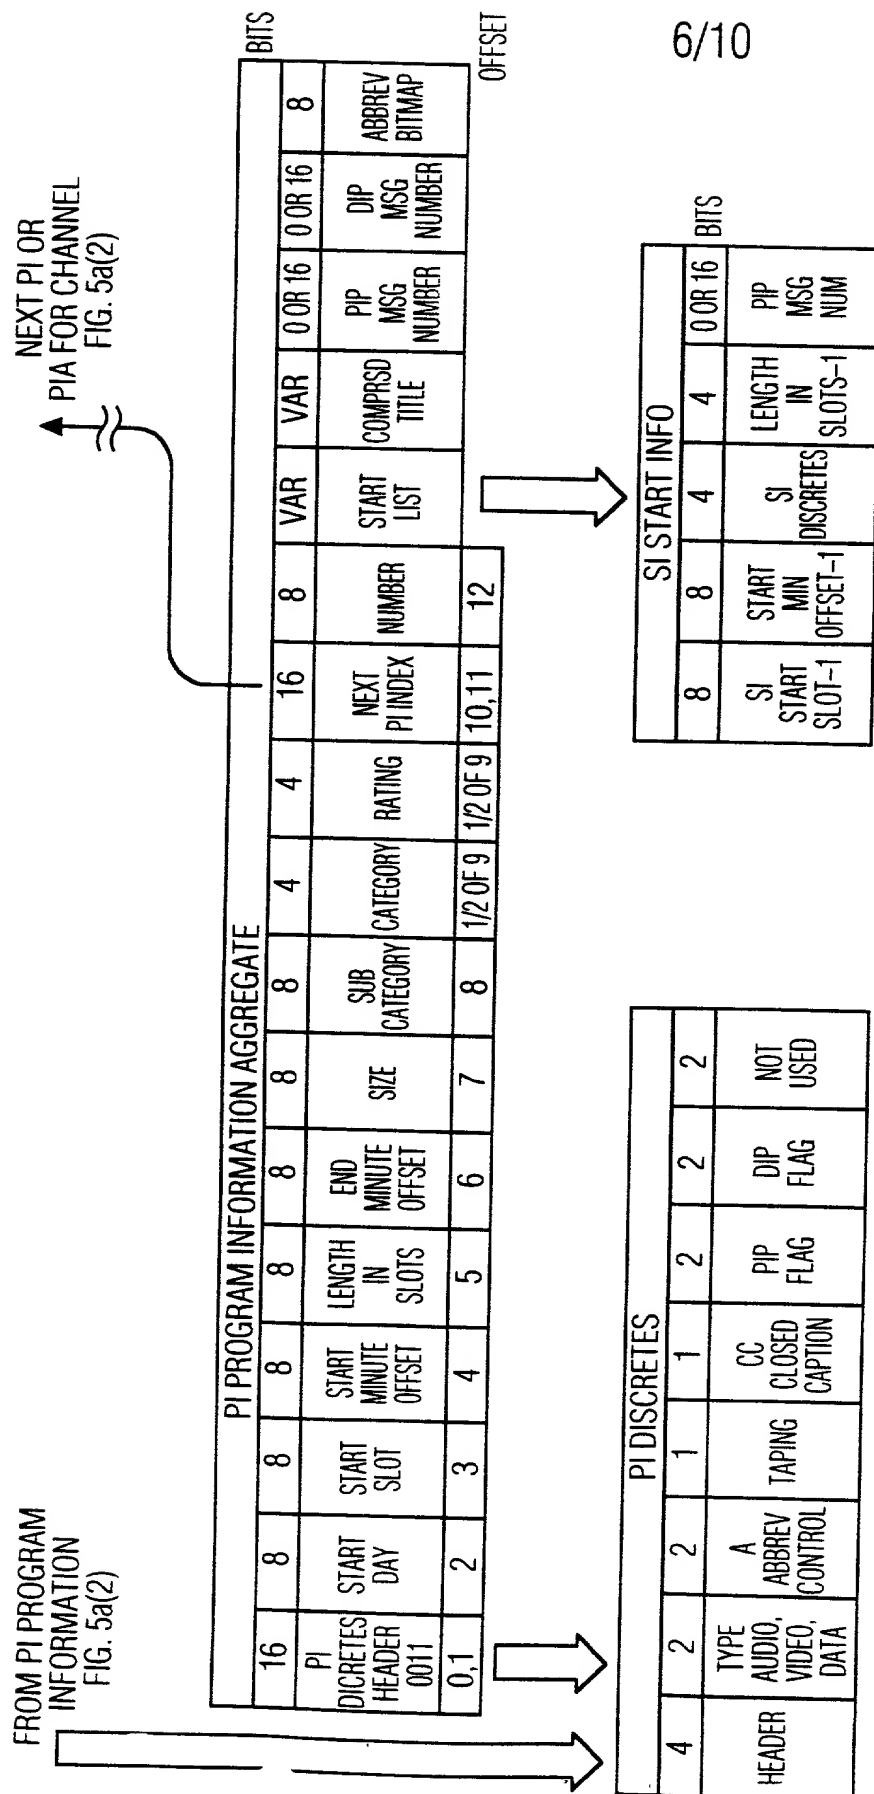 FROM PI PROGRAM
INFORMATION
FIG. 5a(2)
NEXT PI OR
PIA FOR CHANNEL
FIG. 5a(2)
PI PROGRAM INFORMATION AGGREGATE
16 8 8 8 8 8 8 8 4 4 16 8 VAR VAR 0 OR 16 0 OR 16 8 BITS
PI
DICRETES
HEADER
0011
START
DAY
START
SLOT
START
MINUTE
OFFSET
LENGTH
IN
SLOTS
END
MINUTE
OFFSET
SIZE
SUB
CATEGORY
CATEGORY
RATING
NEXT
PI INDEX
NUMBER
START
LIST
COMPRSD
TITLE
PIP
MSG
NUMBER
DIP
MSG
NUMBER
ABBREV
BITMAP
0,1 2 3 4 5 6 7 8 1/2 OF 9 1/2 OF 9 10,11 12 OFFSET
PI DISCRETES
4 2 2 1 1 2 2 2
HEADER
TYPE
AUDIO,
VIDEO,
DATA
A
ABBREV
CONTROL
TAPING
CC
CLOSED
CAPTION
PIP
FLAG
DIP
FLAG
NOT
USED
SI START INFO
8 8 4 4 0 OR 16 BITS
SI
START
SLOT-1
START
MIN
OFFSET-1
SI
DISCRETES
LENGTH
IN
SLOTS-1
PIP
MSG
NUM
6/10